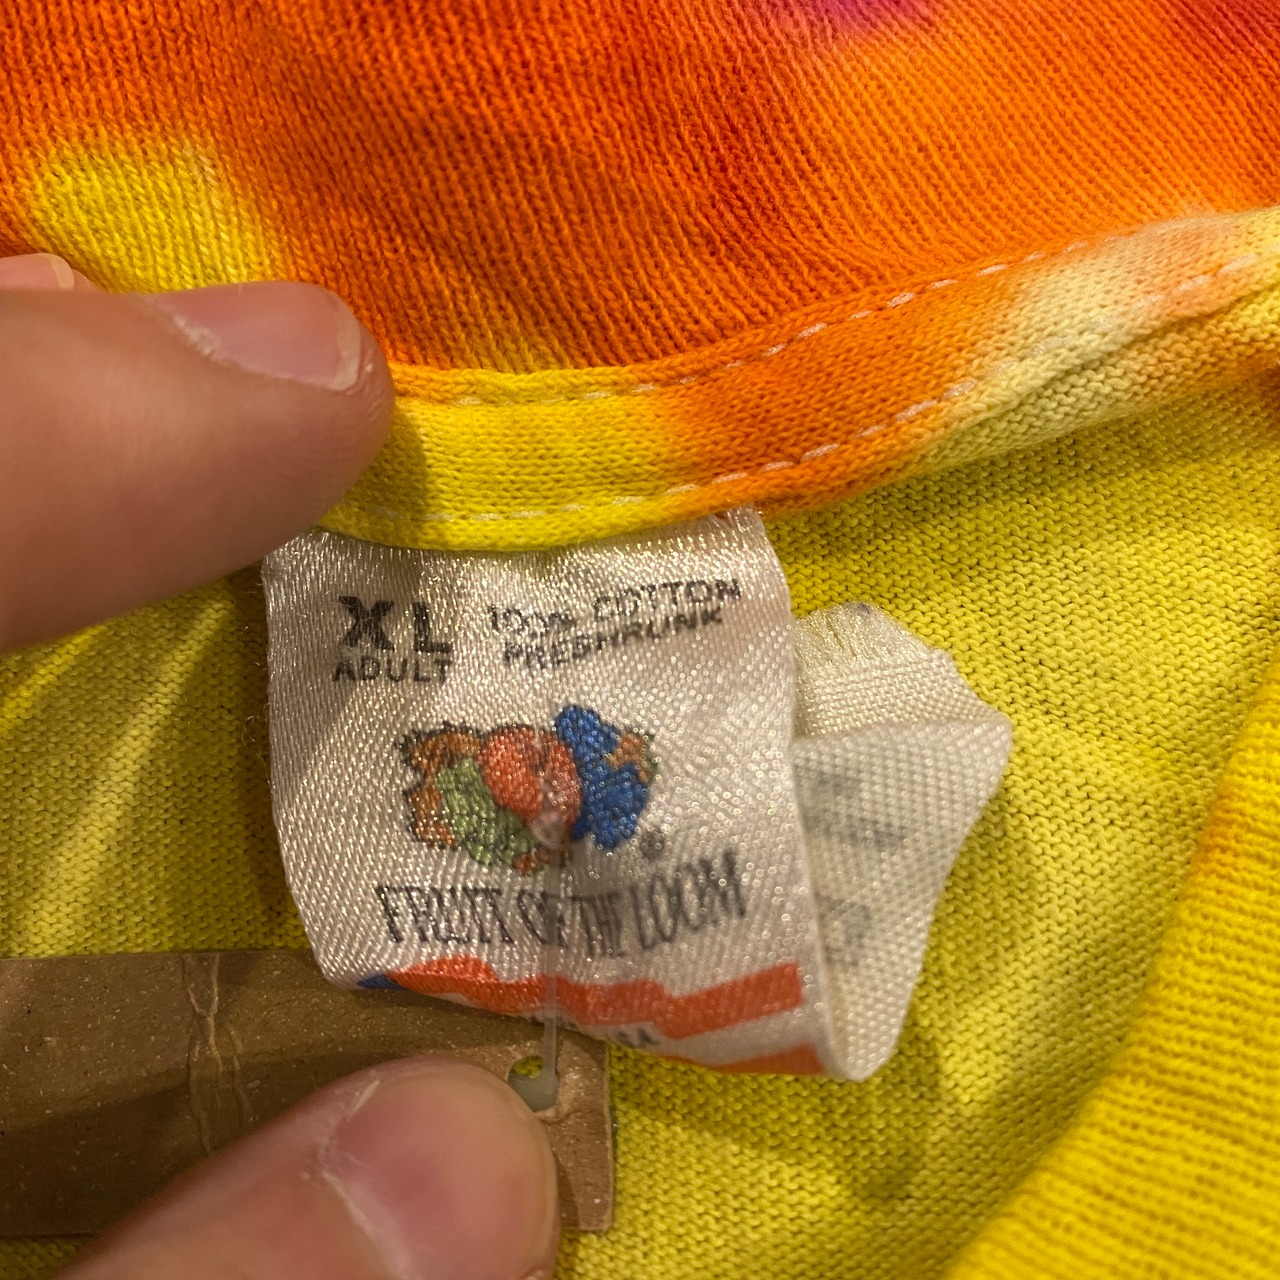 XL
ADULT
100% COTTON
PRESHRUNK
FRUIT OF THE LOOM
®